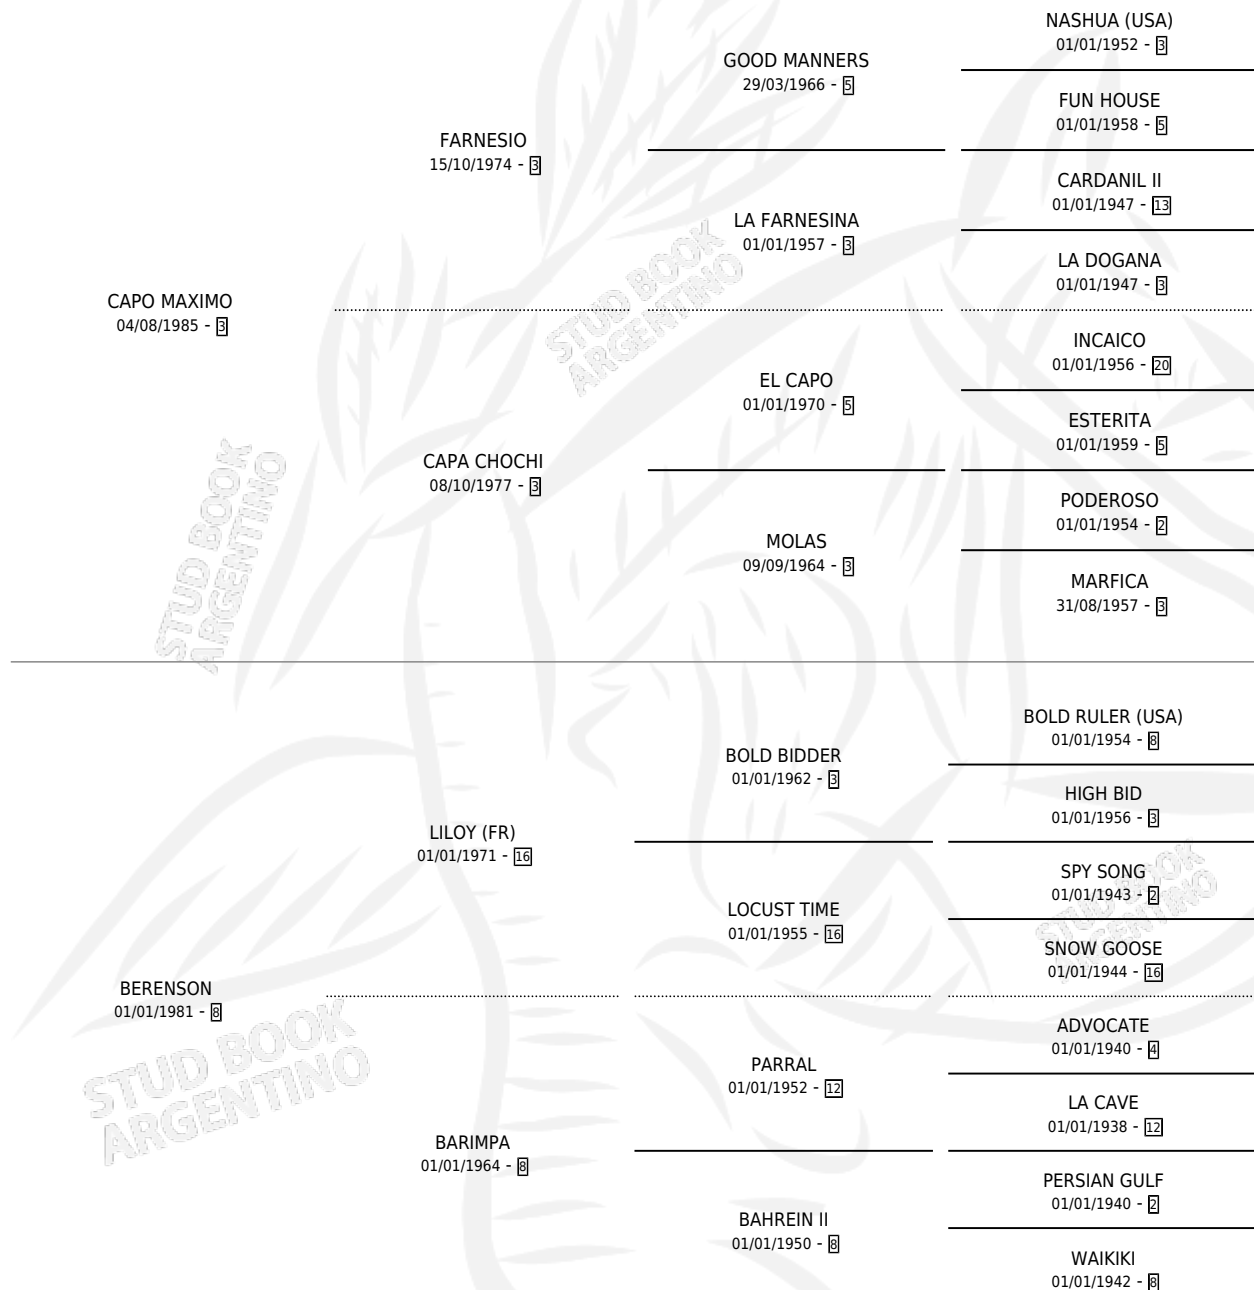 NASHUA (USA)
01/01/1952 - 3
GOOD MANNERS
29/03/1966 - 5
FUN HOUSE
01/01/1958 - 5
FARNESIO
15/10/1974 - 3
CARDANIL II
01/01/1947 - 13
LA FARNESINA
01/01/1957 - 3
LA DOGANA
01/01/1947 - 3
CAPO MAXIMO
04/08/1985 - 3
INCAICO
01/01/1956 - 20
EL CAPO
01/01/1970 - 5
ESTERITA
01/01/1959 - 5
CAPA CHOCHI
08/10/1977 - 3
PODEROSO
01/01/1954 - 2
MOLAS
09/09/1964 - 3
MARFICA
31/08/1957 - 3
BOLD RULER (USA)
01/01/1954 - 8
BOLD BIDDER
01/01/1962 - 3
HIGH BID
01/01/1956 - 3
LILOY (FR)
01/01/1971 - 16
SPY SONG
01/01/1943 - 2
LOCUST TIME
01/01/1955 - 16
SNOW GOOSE
01/01/1944 - 16
BERENSON
01/01/1981 - 8
ADVOCATE
01/01/1940 - 4
PARRAL
01/01/1952 - 12
LA CAVE
01/01/1938 - 12
BARIMPA
01/01/1964 - 8
PERSIAN GULF
01/01/1940 - 2
BAHREIN II
01/01/1950 - 8
WAIKIKI
01/01/1942 - 8
STUD BOOK
ARGENTINO
STUD BOOK
ARGENTINO
STUD BOOK
ARGENTINO
STUD BOOK
ARGENTINO